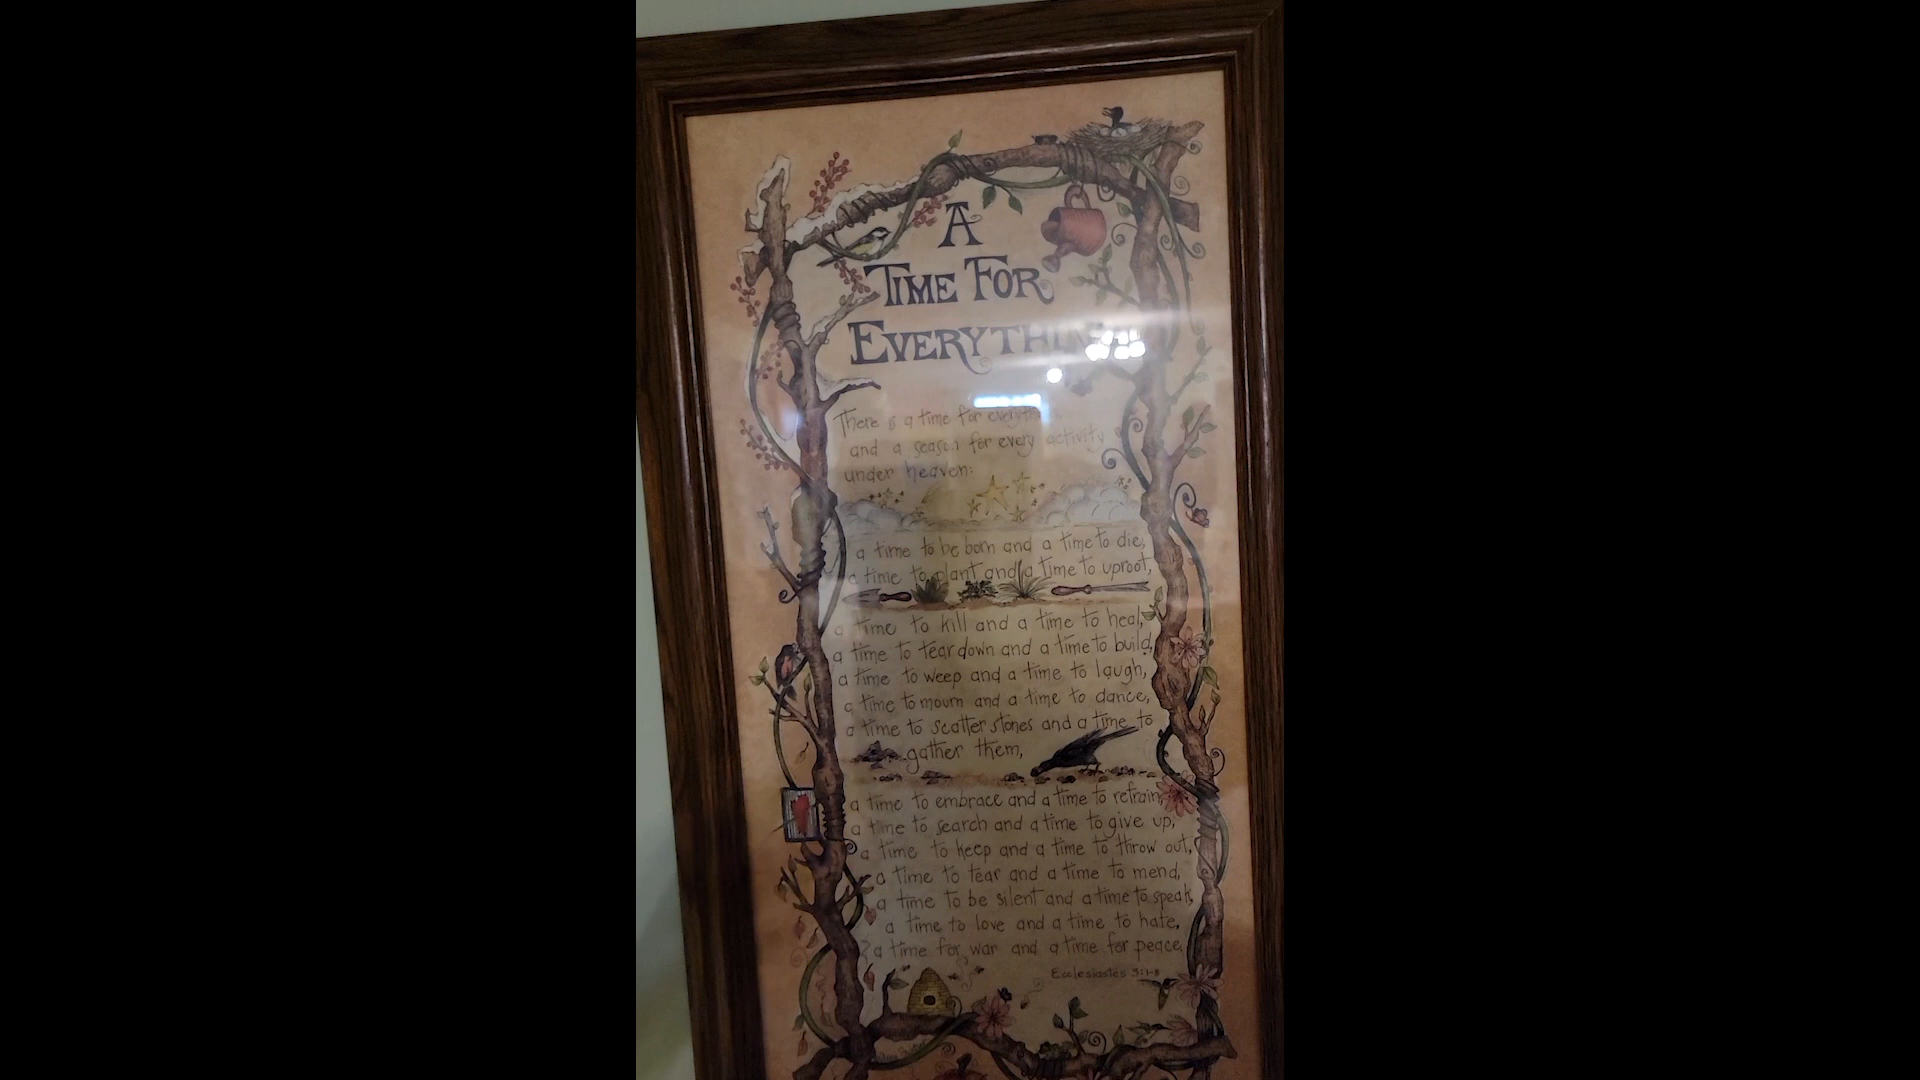 A
TIME FOR
EVERYTHING
There is a time for everything
and a season for every activity
under heaven:
a time to be born and a time to die,
a time to plant and a time to uproot,
a time to kill and a time to heal,
a time to tear down and a time to build,
a time to weep and a time to laugh,
a time to mourn and a time to dance,
a time to scatter stones and a time to
gather them,
a time to embrace and a time to refrain,
a time to search and a time to give up,
a time to keep and a time to throw out,
a time to tear and a time to mend,
a time to be silent and a time to speak,
a time to love and a time to hate,
a time for war and a time for peace.
Ecclesiastes 3:1-8